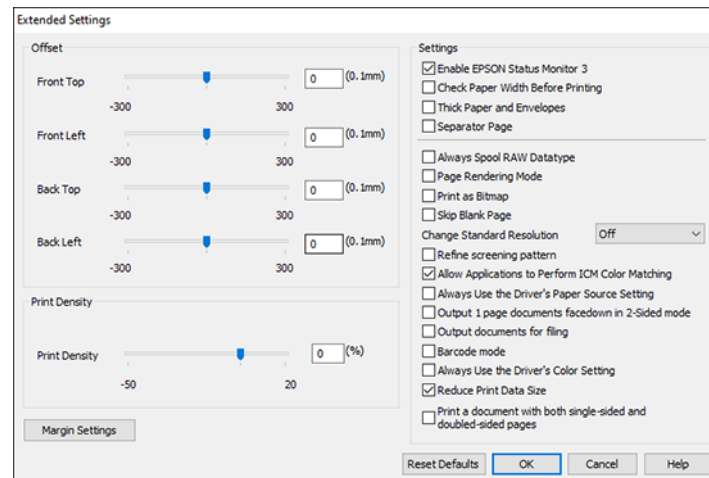 Extended Settings
Offset
Front Top 0 (0.1mm)
-300 300
Front Left 0 (0.1mm)
-300 300
Back Top 0 (0.1mm)
-300 300
Back Left 0 (0.1mm)
-300 300
Print Density
Print Density 0 (%)
-50 20
Margin Settings
Settings
Enable EPSON Status Monitor 3
Check Paper Width Before Printing
Thick Paper and Envelopes
Separator Page
Always Spool RAW Datatype
Page Rendering Mode
Print as Bitmap
Skip Blank Page
Change Standard Resolution Off
Refine screening pattern
Allow Applications to Perform ICM Color Matching
Always Use the Driver's Paper Source Setting
Output 1 page documents facedown in 2-Sided mode
Output documents for filing
Barcode mode
Always Use the Driver's Color Setting
Reduce Print Data Size
Print a document with both single-sided and
doubled-sided pages
Reset Defaults OK Cancel Help